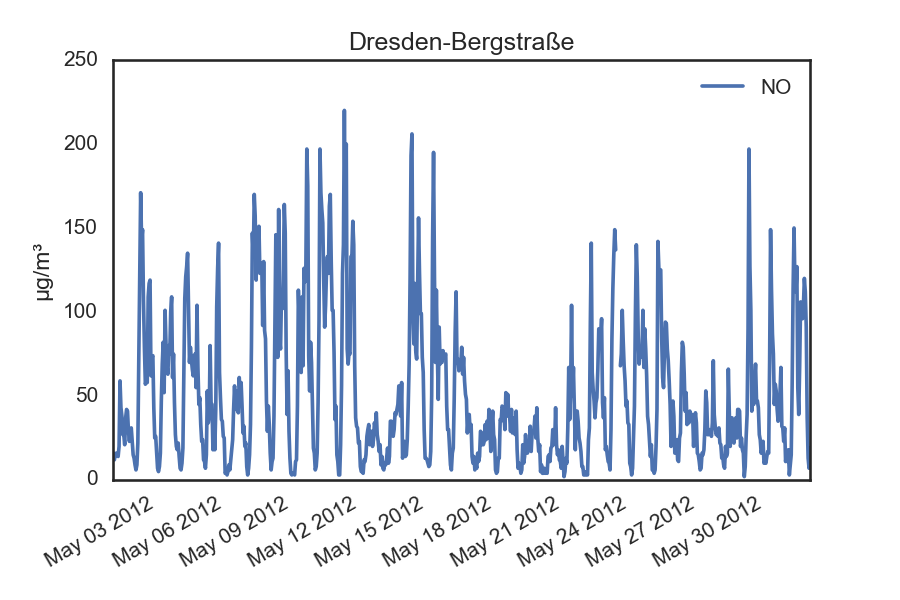 Dresden-Bergstraße
250
200
150
100
50
0
µg/m³
NO
May 03 2012
May 06 2012
May 09 2012
May 12 2012
May 15 2012
May 18 2012
May 21 2012
May 24 2012
May 27 2012
May 30 2012